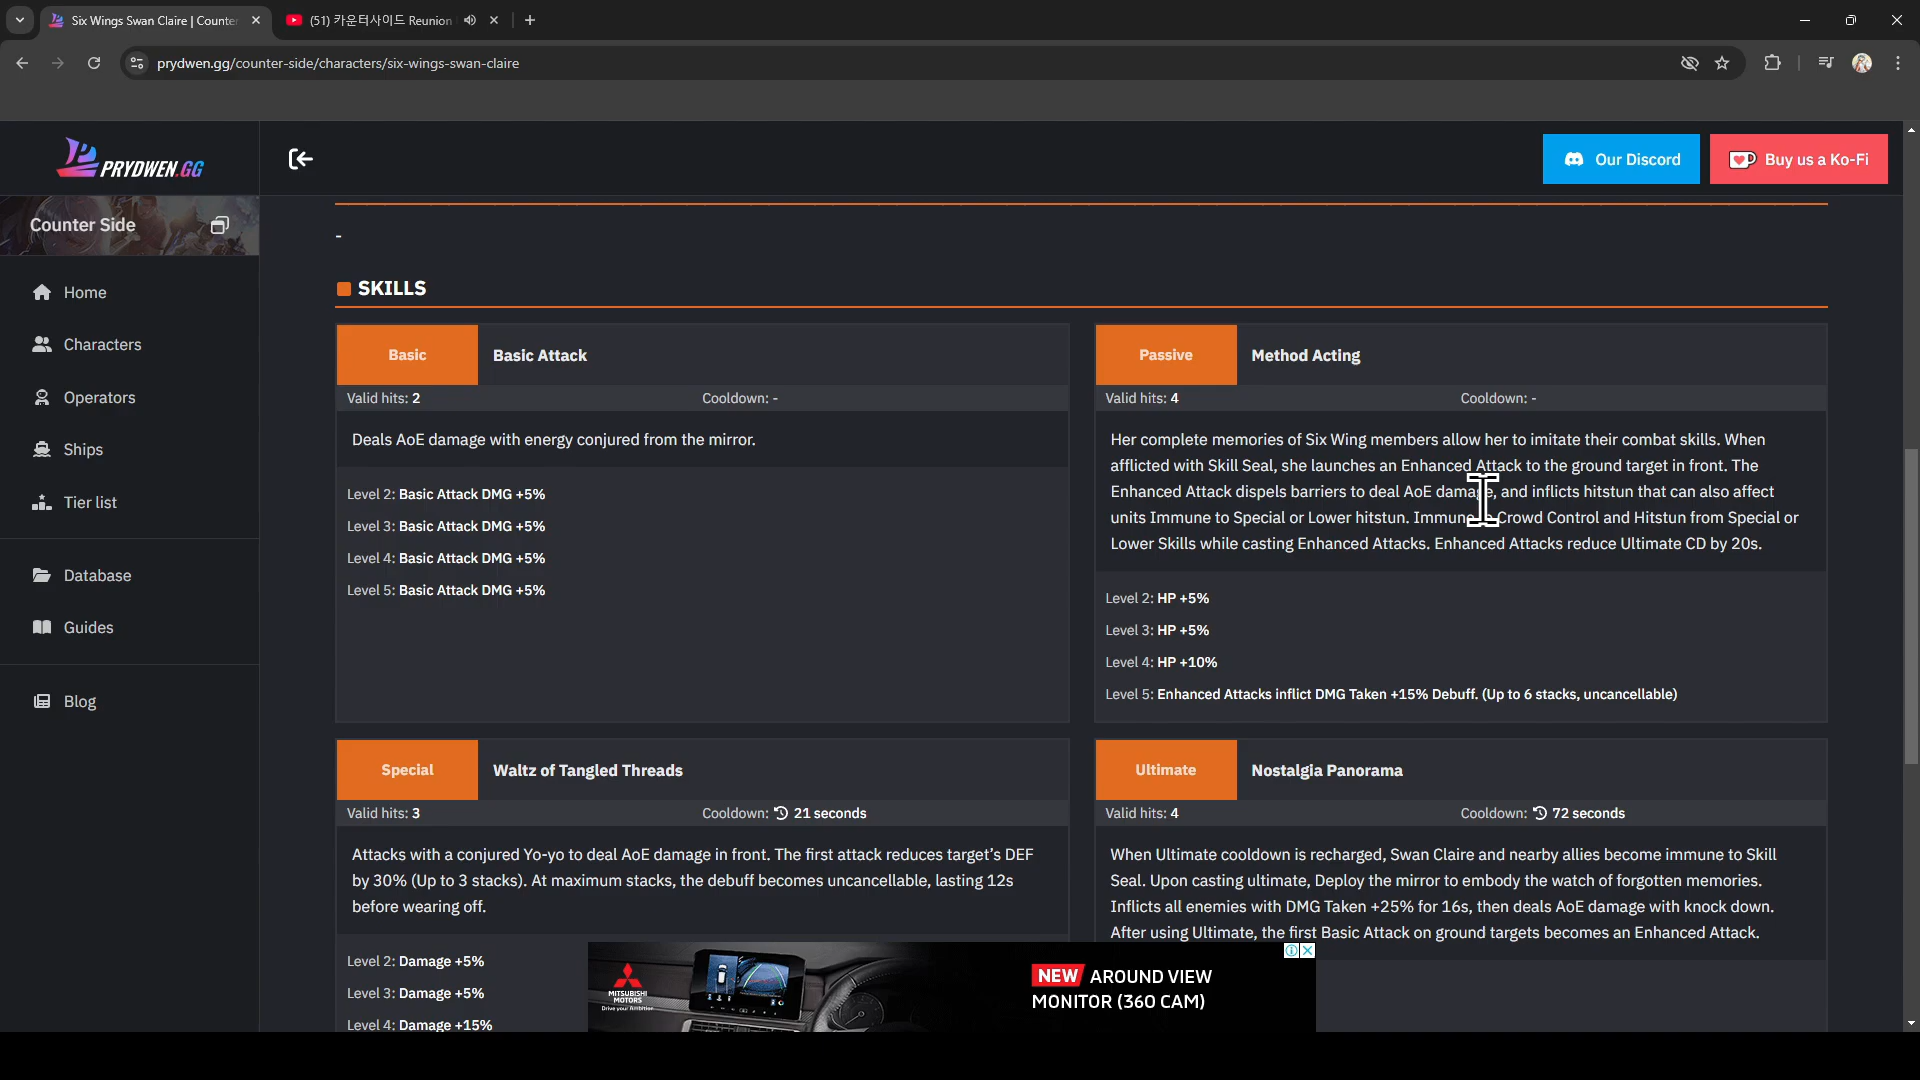 Six Wings Swan Claire | Counter
(51) 카운터사이드 Reunion
prydwen.gg/counter-side/characters/six-wings-swan-claire
PRYDWEN.GG
Our Discord
Buy us a Ko-Fi
Counter Side
Home
Characters
Operators
Ships
Tier list
Database
Guides
Blog
-
SKILLS
Basic
Basic Attack
Valid hits: 2
Cooldown: -
Deals AoE damage with energy conjured from the mirror.
Level 2: Basic Attack DMG +5%
Level 3: Basic Attack DMG +5%
Level 4: Basic Attack DMG +5%
Level 5: Basic Attack DMG +5%
Passive
Method Acting
Valid hits: 4
Cooldown: -
Her complete memories of Six Wing members allow her to imitate their combat skills. When
afflicted with Skill Seal, she launches an Enhanced Attack to the ground target in front. The
Enhanced Attack dispels barriers to deal AoE damage, and inflicts hitstun that can also affect
units Immune to Special or Lower hitstun. Immune to Crowd Control and Hitstun from Special or
Lower Skills while casting Enhanced Attacks. Enhanced Attacks reduce Ultimate CD by 20s.
Level 2: HP +5%
Level 3: HP +5%
Level 4: HP +10%
Level 5: Enhanced Attacks inflict DMG Taken +15% Debuff. (Up to 6 stacks, uncancellable)
Special
Waltz of Tangled Threads
Valid hits: 3
Cooldown: 21 seconds
Attacks with a conjured Yo-yo to deal AoE damage in front. The first attack reduces target's DEF
by 30% (Up to 3 stacks). At maximum stacks, the debuff becomes uncancellable, lasting 12s
before wearing off.
Level 2: Damage +5%
Level 3: Damage +5%
Level 4: Damage +15%
Ultimate
Nostalgia Panorama
Valid hits: 4
Cooldown: 72 seconds
When Ultimate cooldown is recharged, Swan Claire and nearby allies become immune to Skill
Seal. Upon casting ultimate, Deploy the mirror to embody the watch of forgotten memories.
Inflicts all enemies with DMG Taken +25% for 16s, then deals AoE damage with knock down.
After using Ultimate, the first Basic Attack on ground targets becomes an Enhanced Attack.
MITSUBISHI
MOTORS
Drive your Ambition
NEW AROUND VIEW
MONITOR (360 CAM)